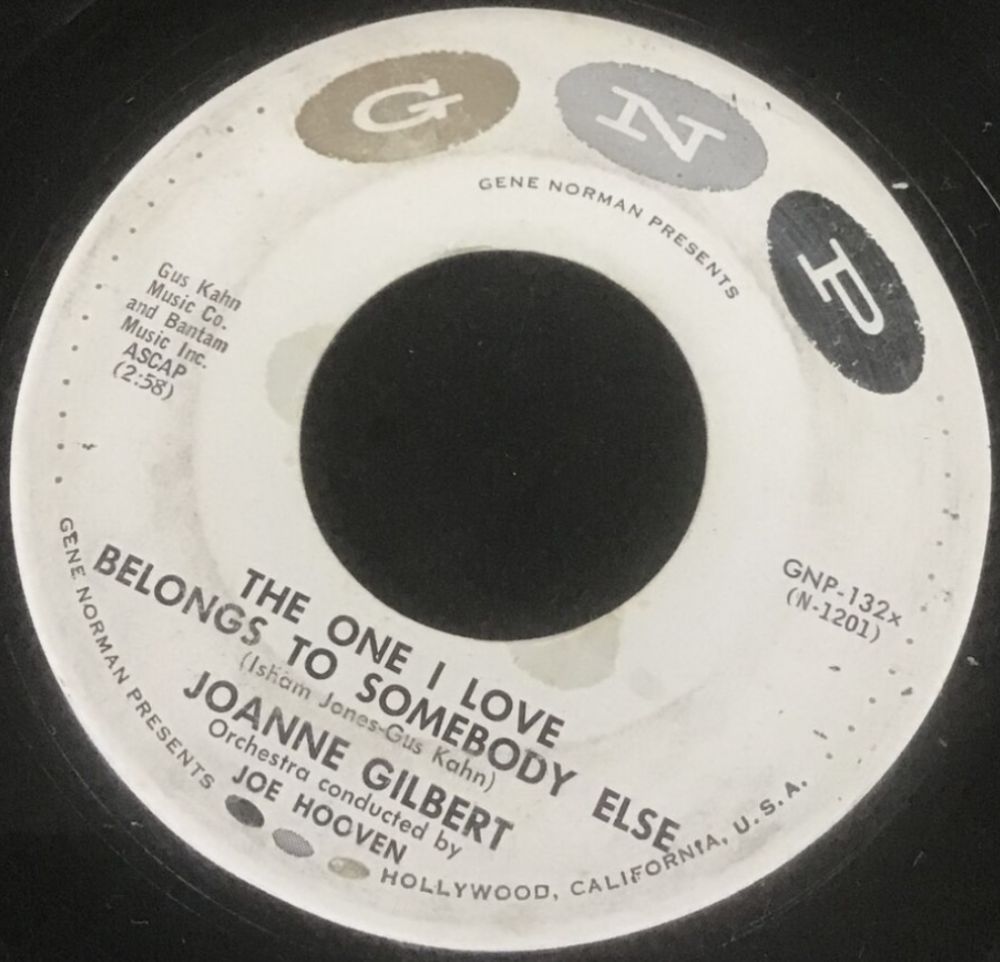 G N P
GENE NORMAN PRESENTS
Gus Kahn
Music Co.
and Bantam
Music Inc.
ASCAP
(2:58)
GNP-132x
(N-1201)
THE ONE I LOVE
BELONGS TO SOMEBODY ELSE
(Isham Jones-Gus Kahn)
JOANNE GILBERT
Orchestra conducted by
JOE HOOVEN
GENE NORMAN PRESENTS
HOLLYWOOD, CALIFORNIA, U.S.A.